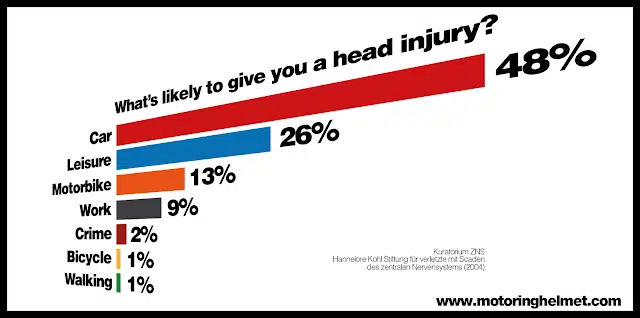 What's likely to give you a head injury?
Car 48%
Leisure 26%
Motorbike 13%
Work 9%
Crime 2%
Bicycle 1%
Walking 1%
Kuratorium ZNS
Hannelore Kohl Stiftung für verletzte mit Scaden
des zentralen Nervensystems (2004)
www.motoringhelmet.com